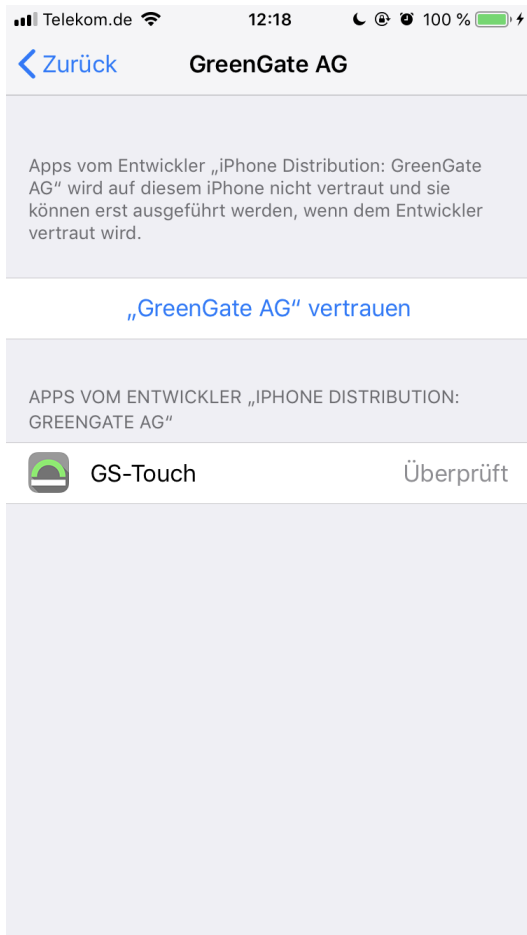 Telekom.de 12:18 100 %
Zurück GreenGate AG
Apps vom Entwickler „iPhone Distribution: GreenGate
AG“ wird auf diesem iPhone nicht vertraut und sie
können erst ausgeführt werden, wenn dem Entwickler
vertraut wird.
„GreenGate AG“ vertrauen
APPS VOM ENTWICKLER „IPHONE DISTRIBUTION:
GREENGATE AG“
GS-Touch Überprüft